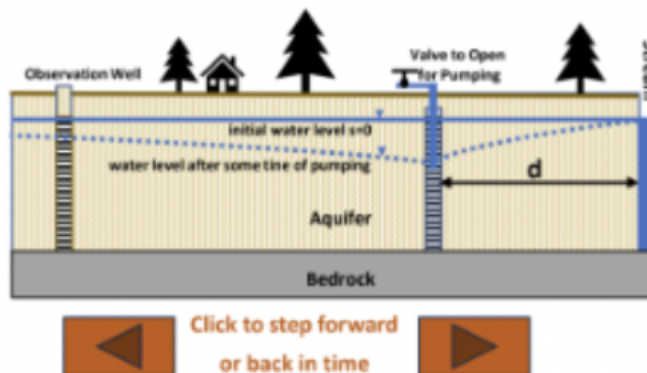 Observation Well
Valve to Open
for Pumping
initial water level s=0
water level after some tine of pumping
d
Aquifer
Bedrock
Click to step forward
or back in time